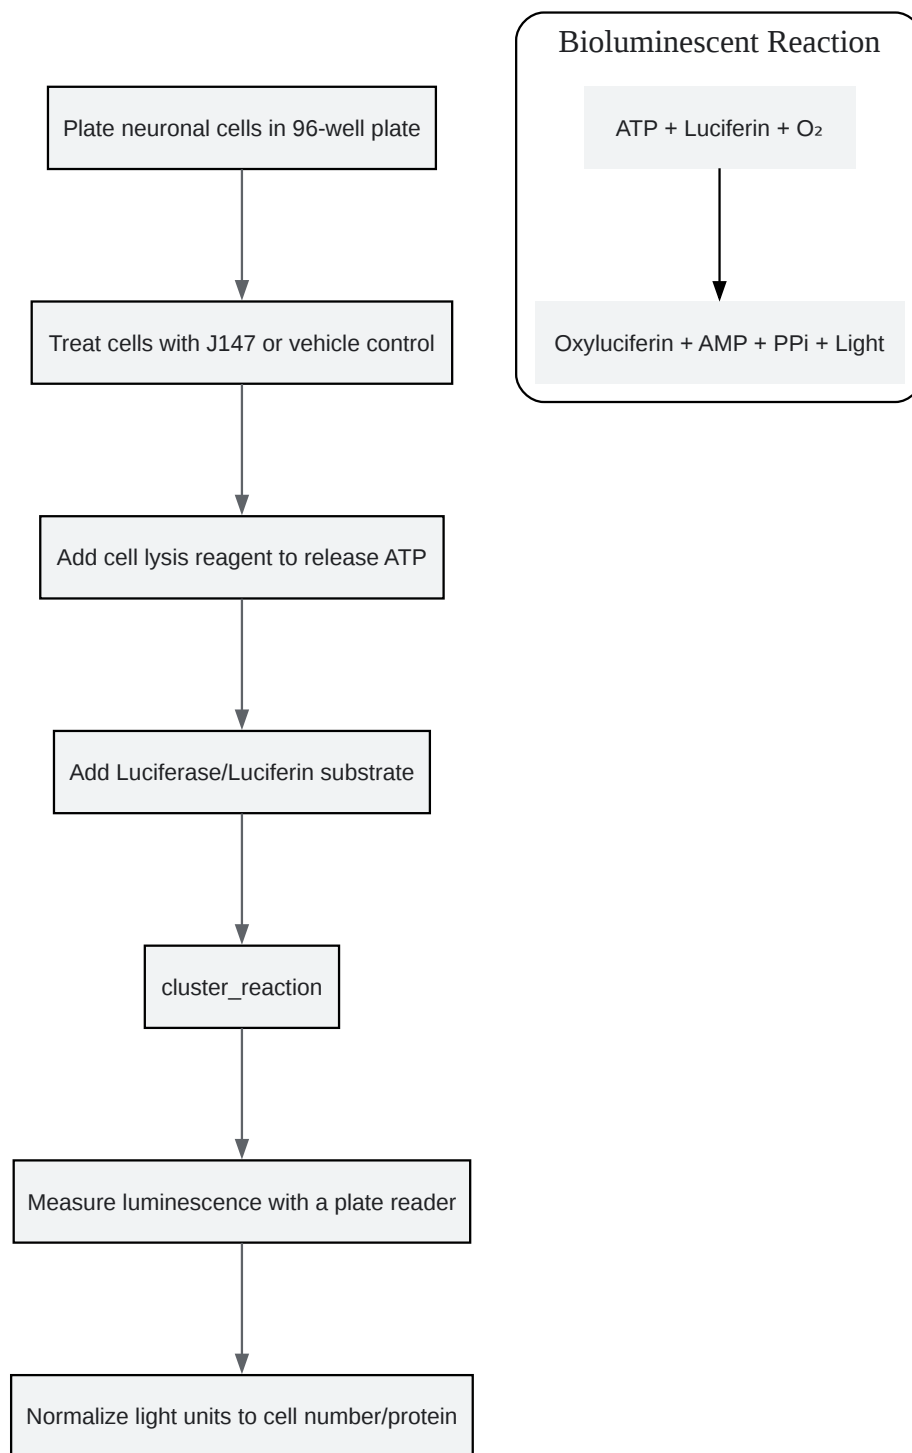 Bioluminescent Reaction
Plate neuronal cells in 96-well plate
ATP + Luciferin + O₂
Treat cells with J147 or vehicle control
Oxyluciferin + AMP + PPi + Light
Add cell lysis reagent to release ATP
Add Luciferase/Luciferin substrate
cluster_reaction
Measure luminescence with a plate reader
Normalize light units to cell number/protein